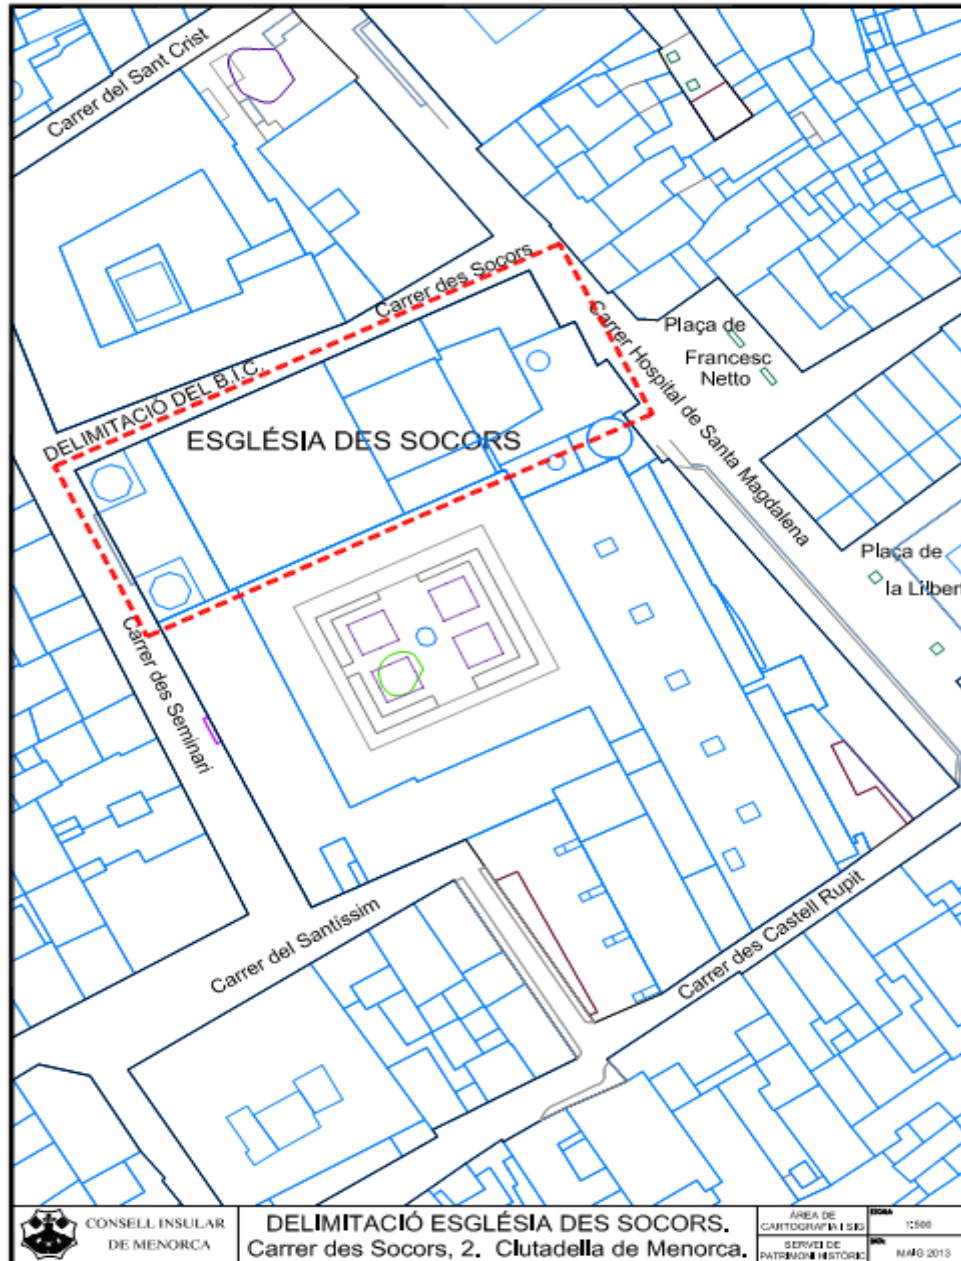 Carrer del Sant Crist
Carrer des Socors
Plaça de
Francesc
Netto
Carrer Hospital de Santa Magdalena
DELIMITACIÓ DEL B.I.C.
ESGLÉSIA DES SOCORS
Plaça de
la Lliber
Carrer des Seminari
Carrer del Santíssim
Carrer des Castell Rupit
CONSELL INSULAR
DE MENORCA
DELIMITACIÓ ESGLÉSIA DES SOCORS.
Carrer des Socors, 2. Ciutadella de Menorca.
ÀREA DE
CARTOGRAFIA I SIG
SERVEI DE
PATRIMONI HISTÒRIC
1:500
MAIG 2013